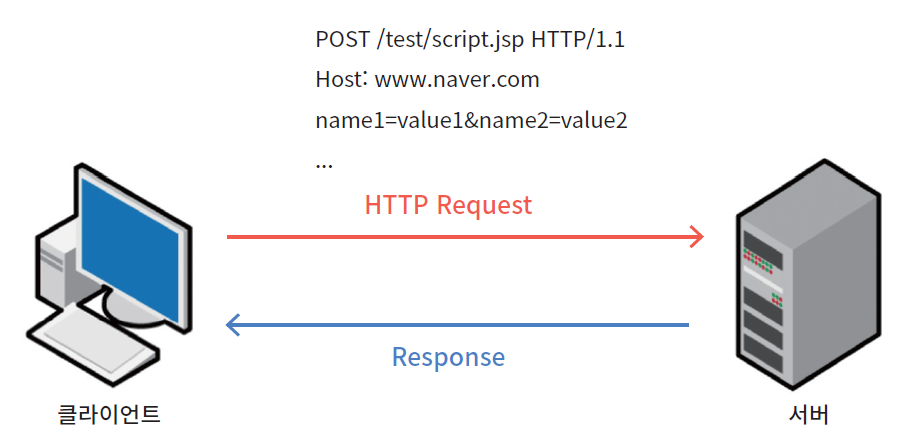 POST /test/script.jsp HTTP/1.1
Host: www.naver.com
name1=value1&name2=value2
...
HTTP Request
Response
클라이언트
서버